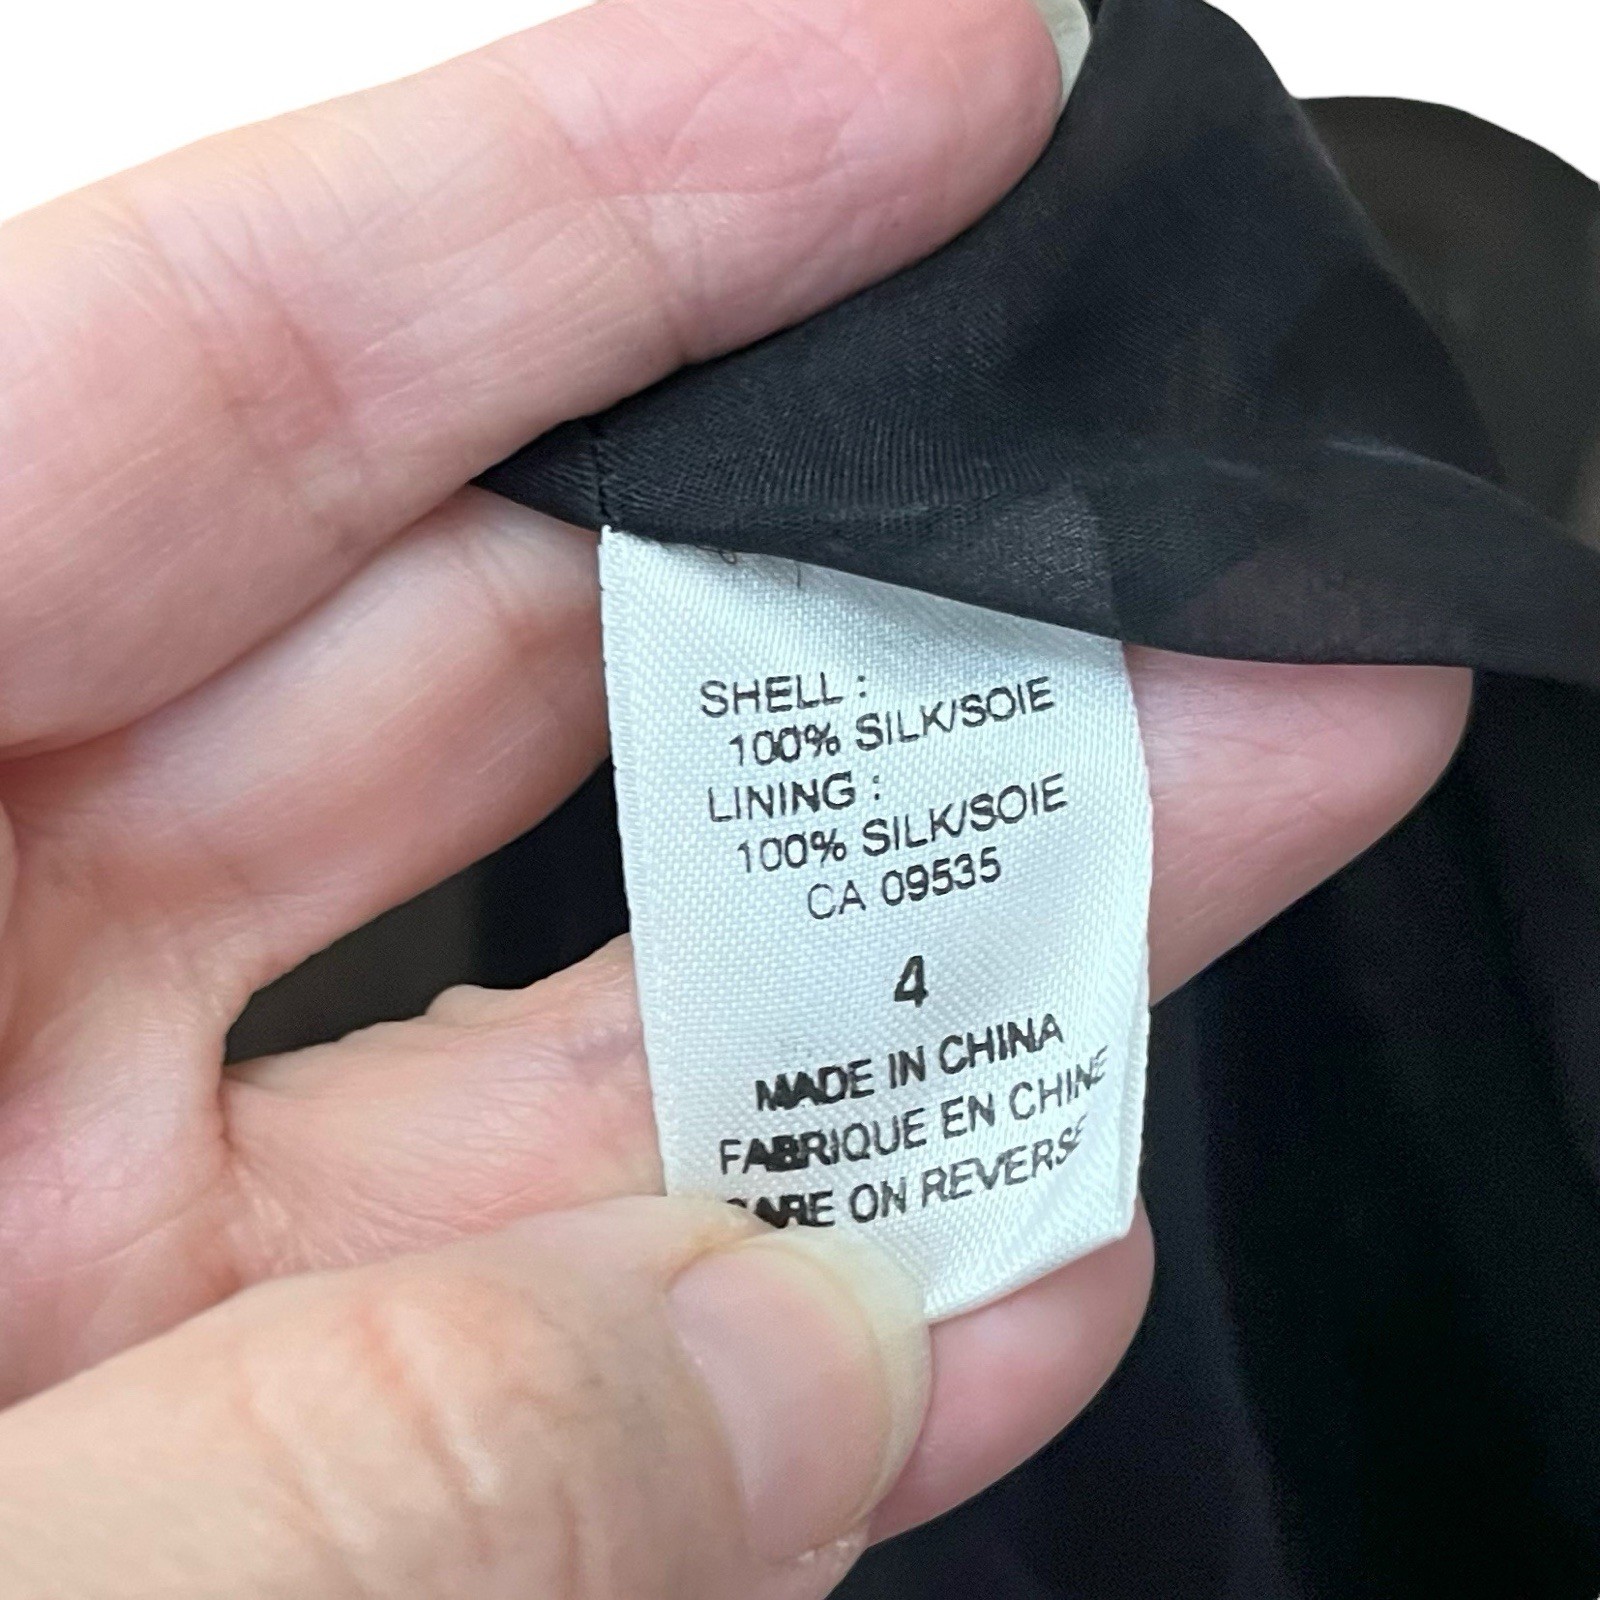 SHELL :
100% SILK/SOIE
LINING :
100% SILK/SOIE
CA 09535
4
MADE IN CHINA
FABRIQUE EN CHINE
CARE ON REVERSE